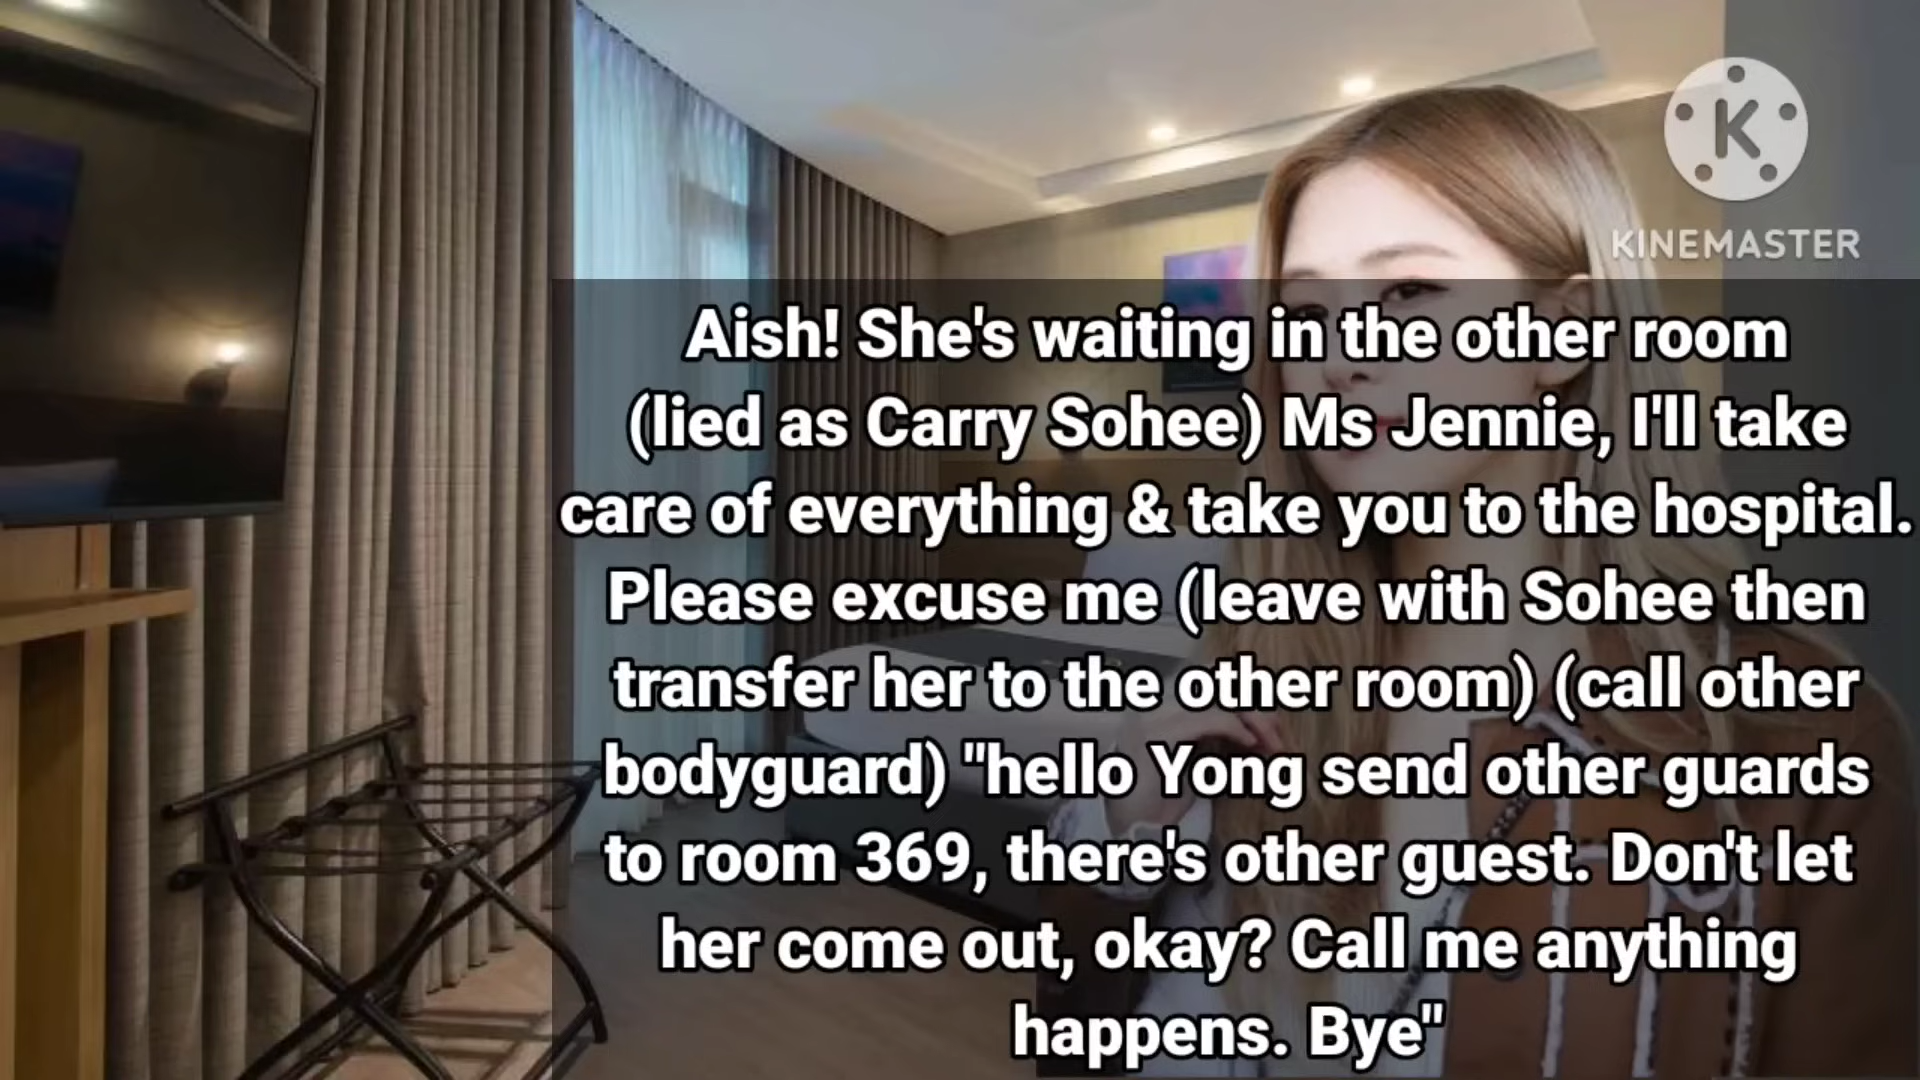 K
KINEMASTER
Aish! She's waiting in the other room
(lied as Carry Sohee) Ms Jennie, I'll take
care of everything & take you to the hospital.
Please excuse me (leave with Sohee then
transfer her to the other room) (call other
bodyguard) "hello Yong send other guards
to room 369, there's other guest. Don't let
her come out, okay? Call me anything
happens. Bye"